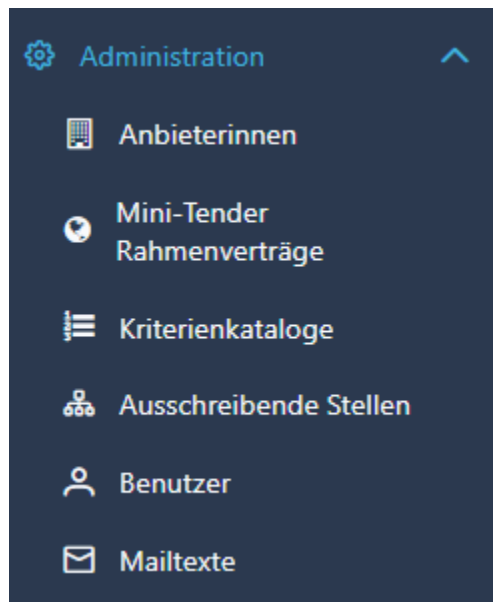 Administration
Anbieterinnen
Mini-Tender
Rahmenverträge
Kriterienkataloge
Ausschreibende Stellen
Benutzer
Mailtexte